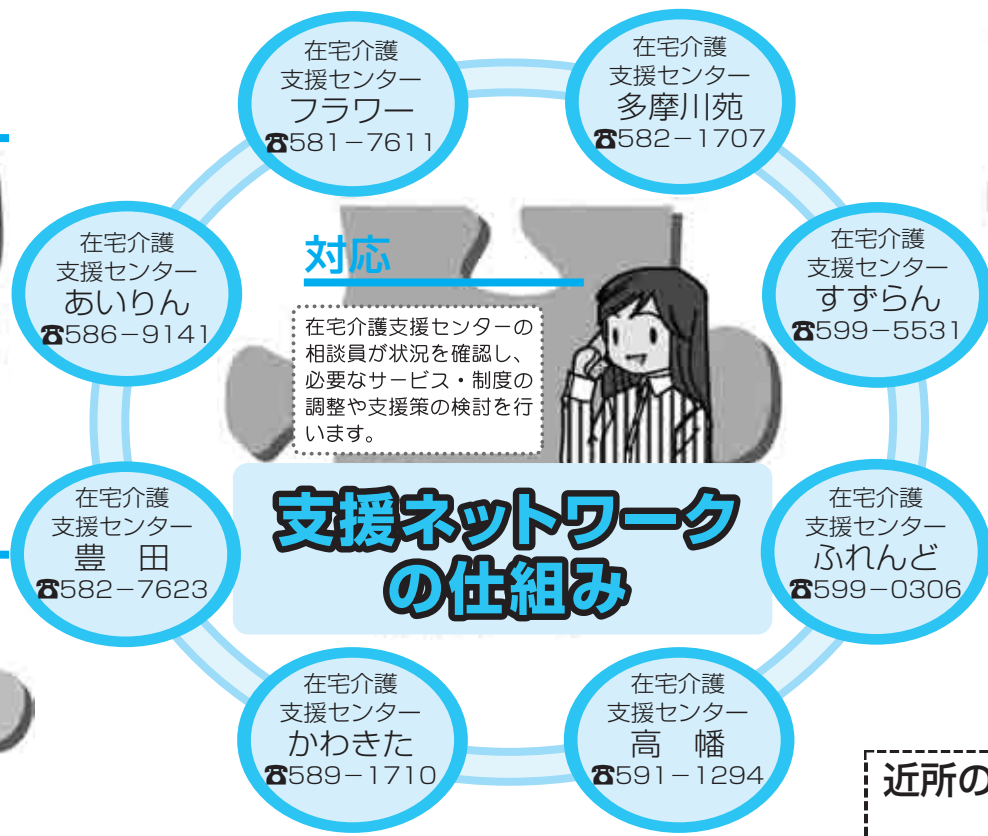 在宅介護
支援センター
フラワー
☎581－7611
在宅介護
支援センター
多摩川苑
☎582－1707
在宅介護
支援センター
あいりん
☎586－9141
対応
在宅介護支援センターの
相談員が状況を確認し、
必要なサービス・制度の
調整や支援策の検討を行
います。
在宅介護
支援センター
すずらん
☎599－5531
在宅介護
支援センター
豊　田
☎582－7623
支援ネットワーク
の仕組み
在宅介護
支援センター
ふれんど
☎599－0306
在宅介護
支援センター
かわきた
☎589－1710
在宅介護
支援センター
高　幡
☎591－1294
近所の